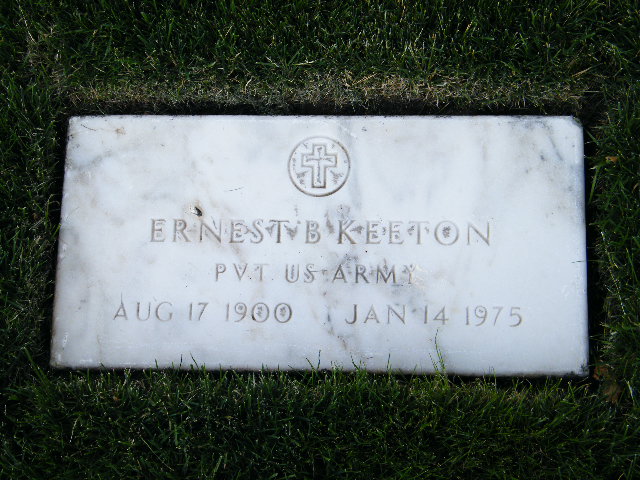 ERNEST B KEETON
PVT US ARMY
AUG 17 1900 JAN 14 1975